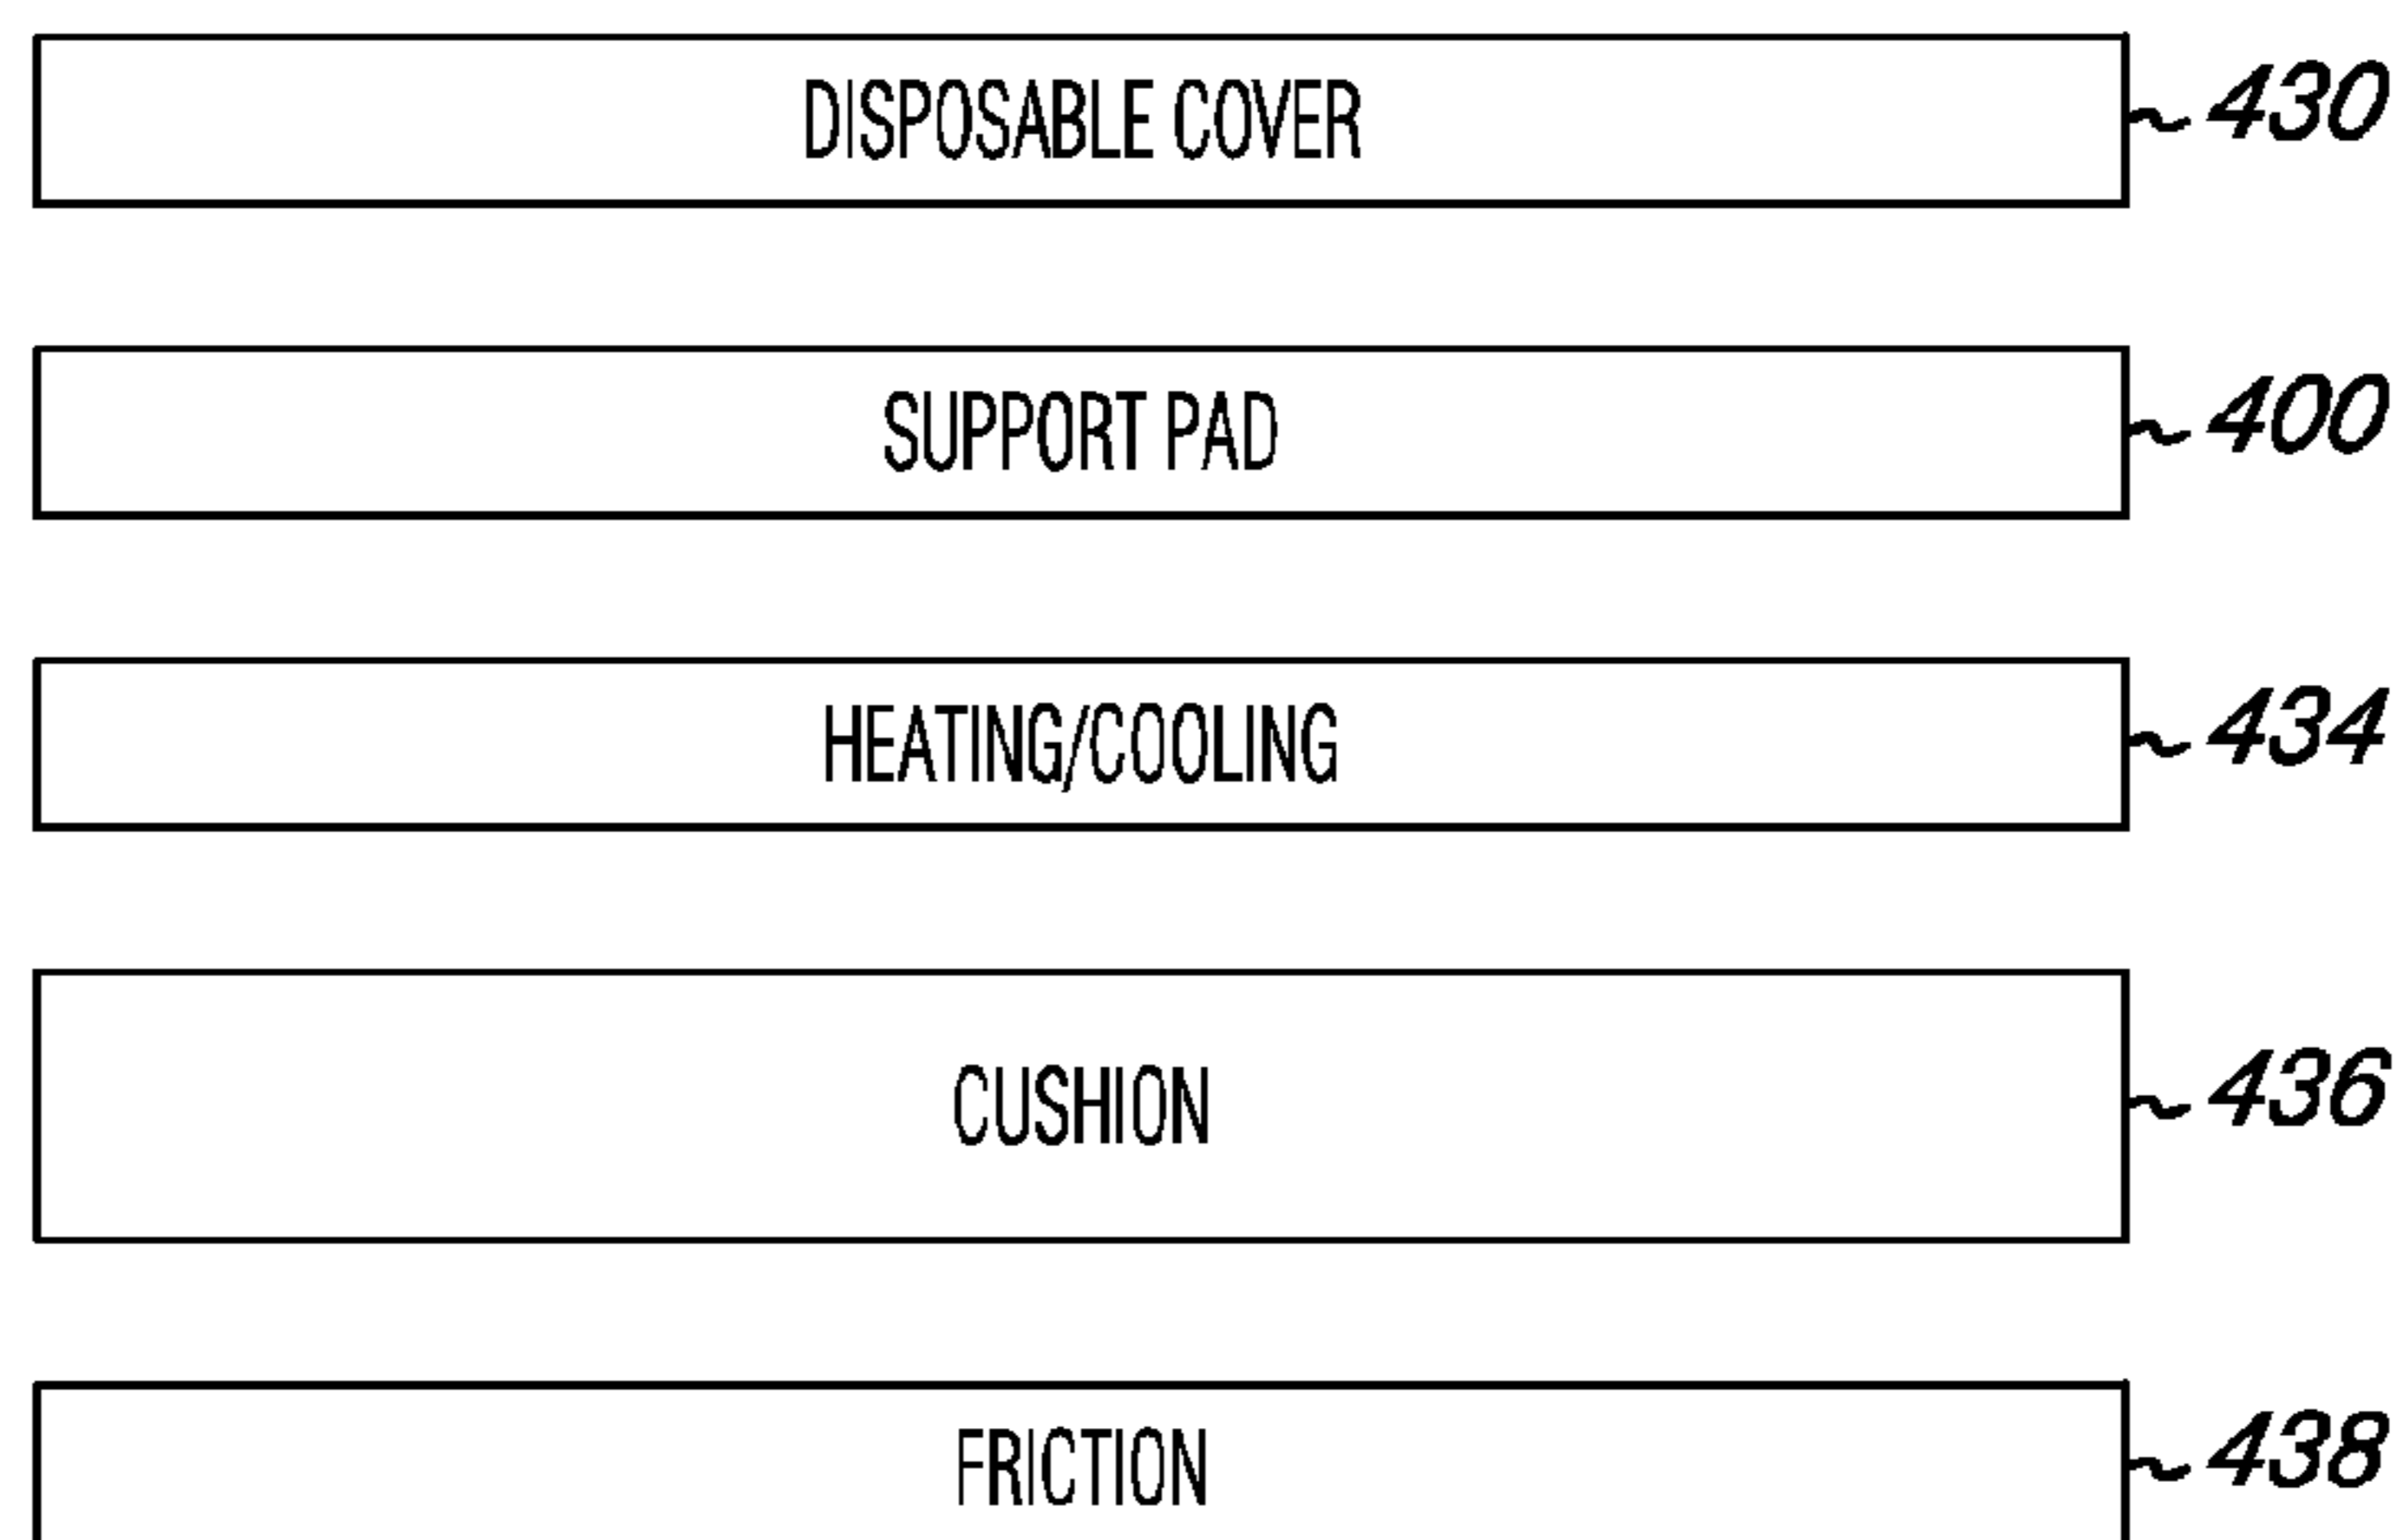 DISPOSABLE COVER 430
SUPPORT PAD 400
HEATING/COOLING 434
CUSHION 436
FRICTION 438